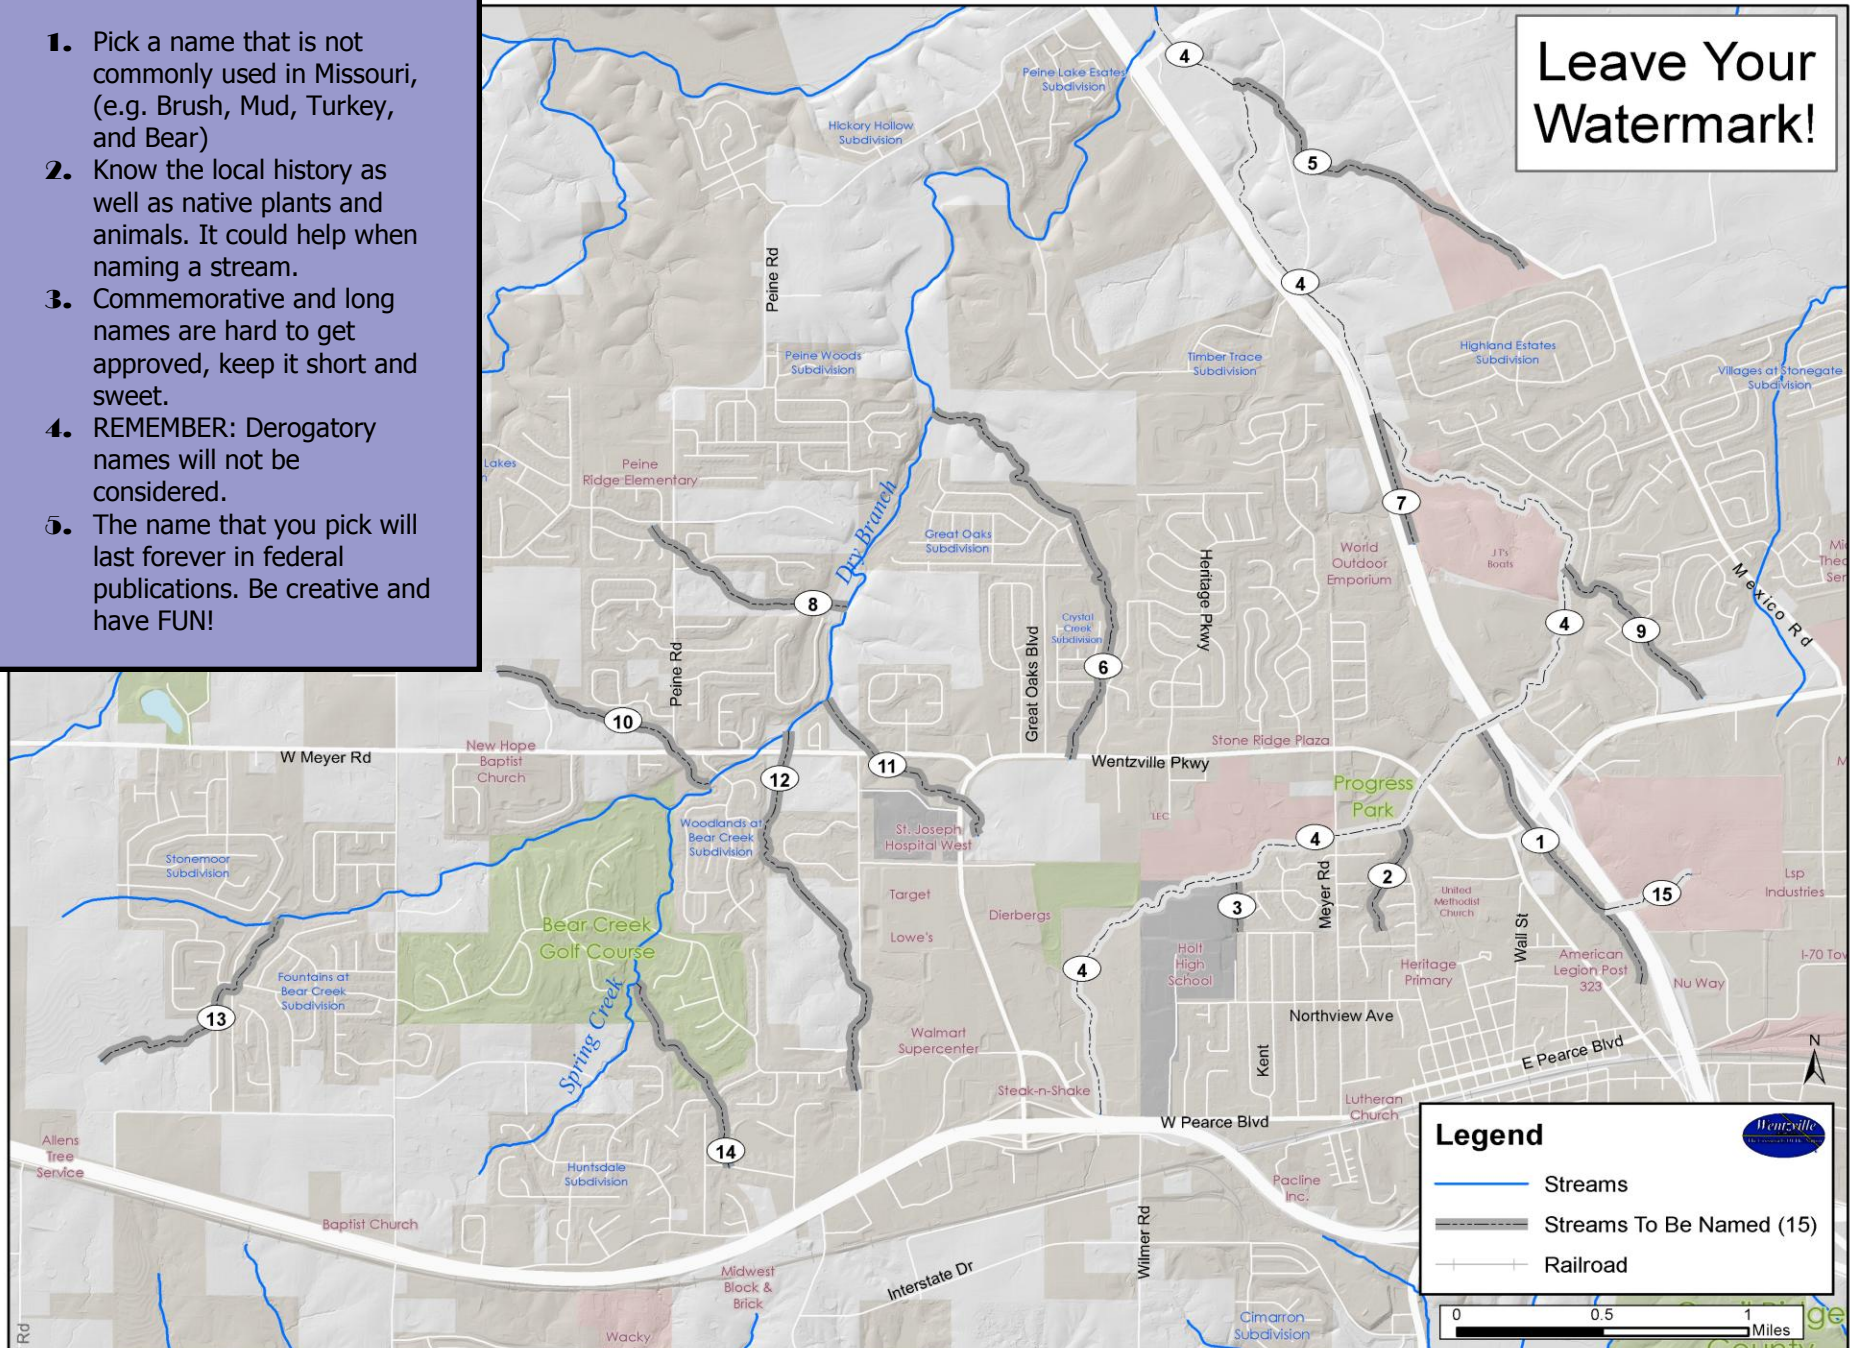 1. Pick a name that is not
commonly used in Missouri,
(e.g. Brush, Mud, Turkey,
and Bear)
2. Know the local history as
well as native plants and
animals. It could help when
naming a stream.
3. Commemorative and long
names are hard to get
approved, keep it short and
sweet.
4. REMEMBER: Derogatory
names will not be
considered.
5. The name that you pick will
last forever in federal
publications. Be creative and
have FUN!
Leave Your
Watermark!
4
Peine Lake Esates
Subdivision
Hickory Hollow
Subdivision
5
Peine Rd
4
Peine Woods
Subdivision
Timber Trace
Subdivision
Highland Estates
Subdivision
Villages at Stonegate
Subdivision
Lakes
Peine
Ridge Elementary
Dry Branch
Great Oaks
Subdivision
7
World
Outdoor
Emporium
JT's
Boats
Heritage Pkwy
Mexico Rd
8
Crystal
Creek
Subdivision
Great Oaks Blvd
6
4
9
Peine Rd
10
W Meyer Rd
New Hope
Baptist
Church
12
11
Wentzville Pkwy
Stone Ridge Plaza
Progress
Park
LEC
Woodlands at
Bear Creek
Subdivision
St. Joseph
Hospital West
4
Meyer Rd
1
Stonemoor
Subdivision
2
United
Methodist
Church
15
Lsp
Industries
Target
Dierbergs
3
Wall St
Bear Creek
Golf Course
Lowe's
Holt
High
School
Heritage
Primary
American
Legion Post
323
Nu Way
I-70 Tov
4
Fountains at
Bear Creek
Subdivision
13
Spring Creek
Walmart
Supercenter
Northview Ave
Kent
E Pearce Blvd
N
Steak-n-Shake
Lutheran
Church
W Pearce Blvd
14
Allens
Tree
Service
Huntsdale
Subdivision
Baptist Church
Pacline
Inc.
Wilmer Rd
Interstate Dr
Midwest
Block &
Brick
Wacky
Cimarron
Subdivision
Rd
Legend
Wentzville
Streams
Streams To Be Named (15)
Railroad
0 0.5 1
Miles